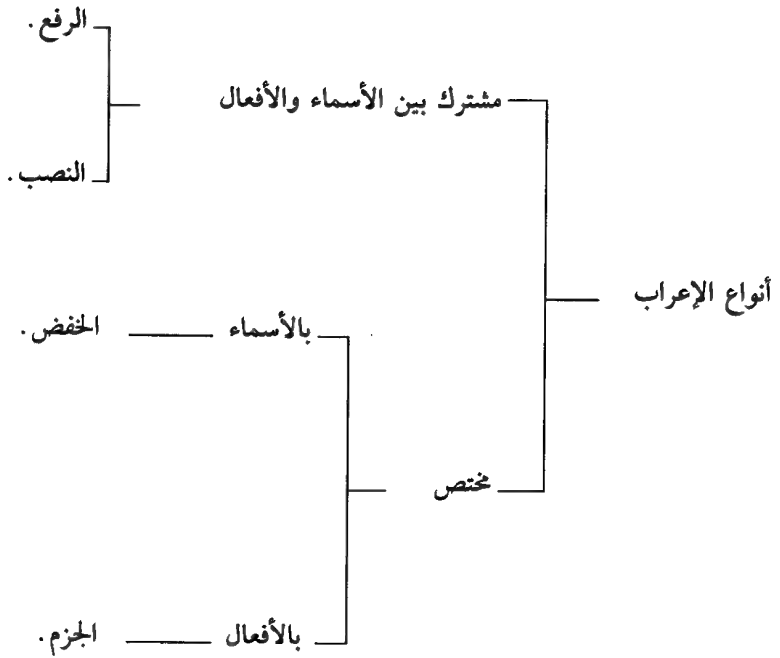 الرفع.
مشترك بين الأسماء والأفعال
النصب.
أنواع الإعراب
بالأسماء الخفض.
مختص
بالأفعال الجزم.